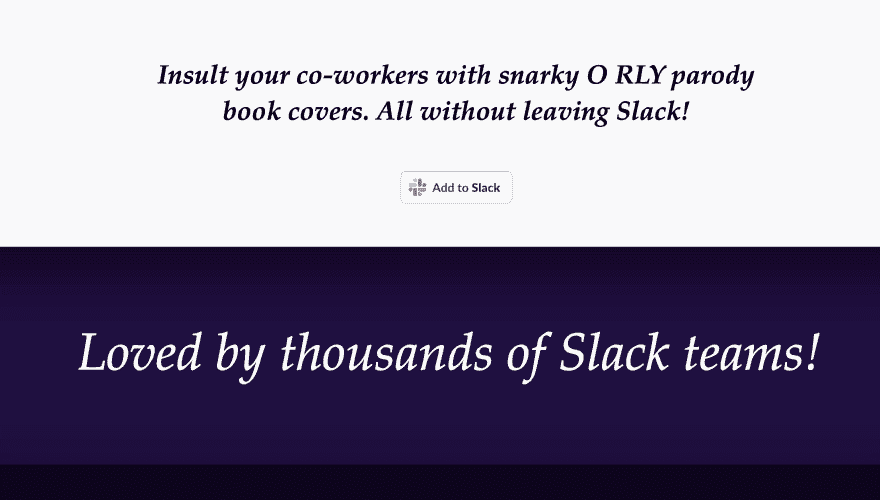 Insult your co-workers with snarky O RLY parody
book covers. All without leaving Slack!
Add to Slack
Loved by thousands of Slack teams!